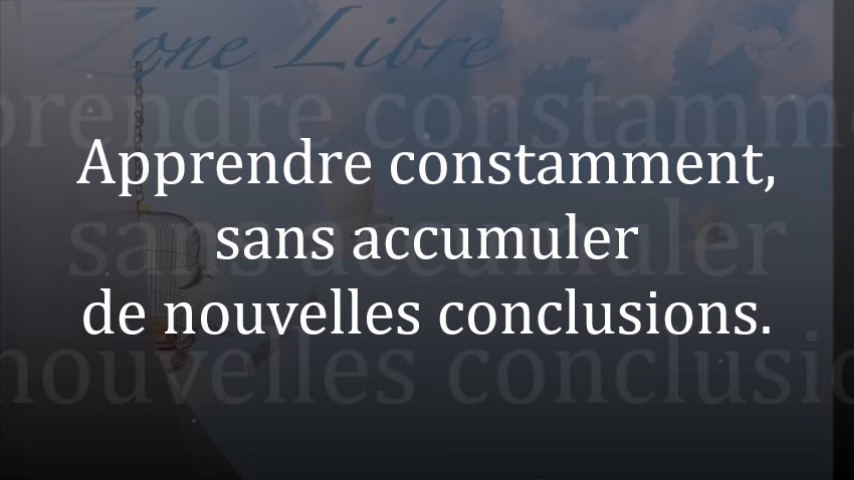 Zone Libre
Apprendre constamment,
sans accumuler
de nouvelles conclusions.